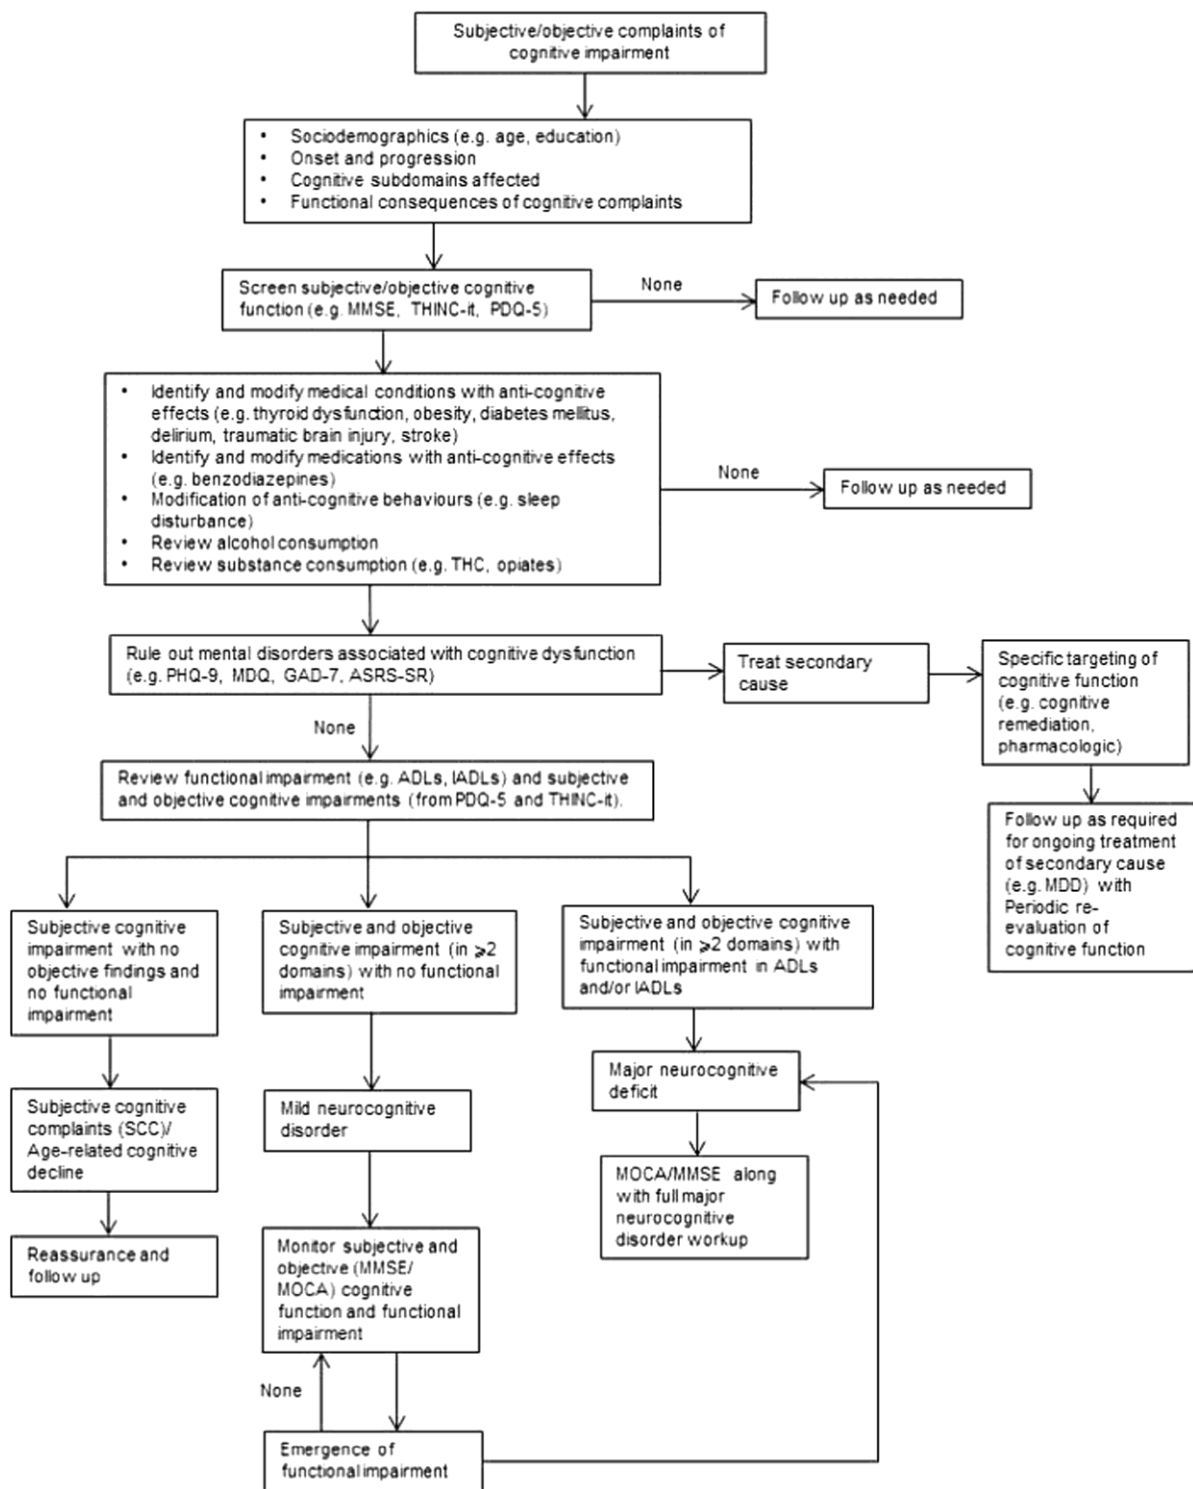 Subjective/objective complaints of
cognitive impairment
• Sociodemographics (e.g. age, education)
• Onset and progression
• Cognitive subdomains affected
• Functional consequences of cognitive complaints
Screen subjective/objective cognitive
function (e.g. MMSE, THINC-it, PDQ-5)
None
Follow up as needed
• Identify and modify medical conditions with anti-cognitive
effects (e.g. thyroid dysfunction, obesity, diabetes mellitus,
delirium, traumatic brain injury, stroke)
• Identify and modify medications with anti-cognitive effects
(e.g. benzodiazepines)
• Modification of anti-cognitive behaviours (e.g. sleep
disturbance)
• Review alcohol consumption
• Review substance consumption (e.g. THC, opiates)
None
Follow up as needed
Rule out mental disorders associated with cognitive dysfunction
(e.g. PHQ-9, MDQ, GAD-7, ASRS-SR)
Treat secondary
cause
Specific targeting of
cognitive function
(e.g. cognitive
remediation,
pharmacologic)
Follow up as required
for ongoing treatment
of secondary cause
(e.g. MDD) with
Periodic re-
evaluation of
cognitive function
None
Review functional impairment (e.g. ADLs, IADLs) and subjective
and objective cognitive impairments (from PDQ-5 and THINC-it).
Subjective cognitive
impairment with no
objective findings and
no functional
impairment
Subjective cognitive
complaints (SCC)/
Age-related cognitive
decline
Reassurance and
follow up
Subjective and objective
cognitive impairment (in ⩾2
domains) with no functional
impairment
Mild neurocognitive
disorder
Monitor subjective and
objective (MMSE/
MOCA) cognitive
function and functional
impairment
None
Emergence of
functional impairment
Subjective and objective cognitive
impairment (in ⩾2 domains) with
functional impairment in ADLs
and/or IADLs
Major neurocognitive
deficit
MOCA/MMSE along
with full major
neurocognitive
disorder workup